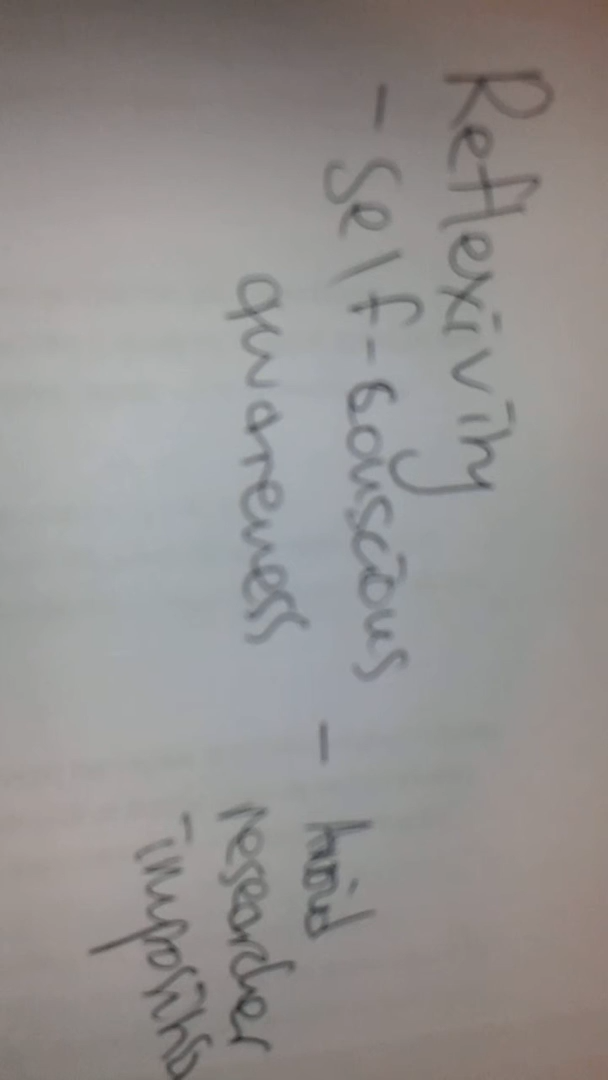 Reflexivity
- Self-conscious
awareness
- Avoid
researcher
imposition